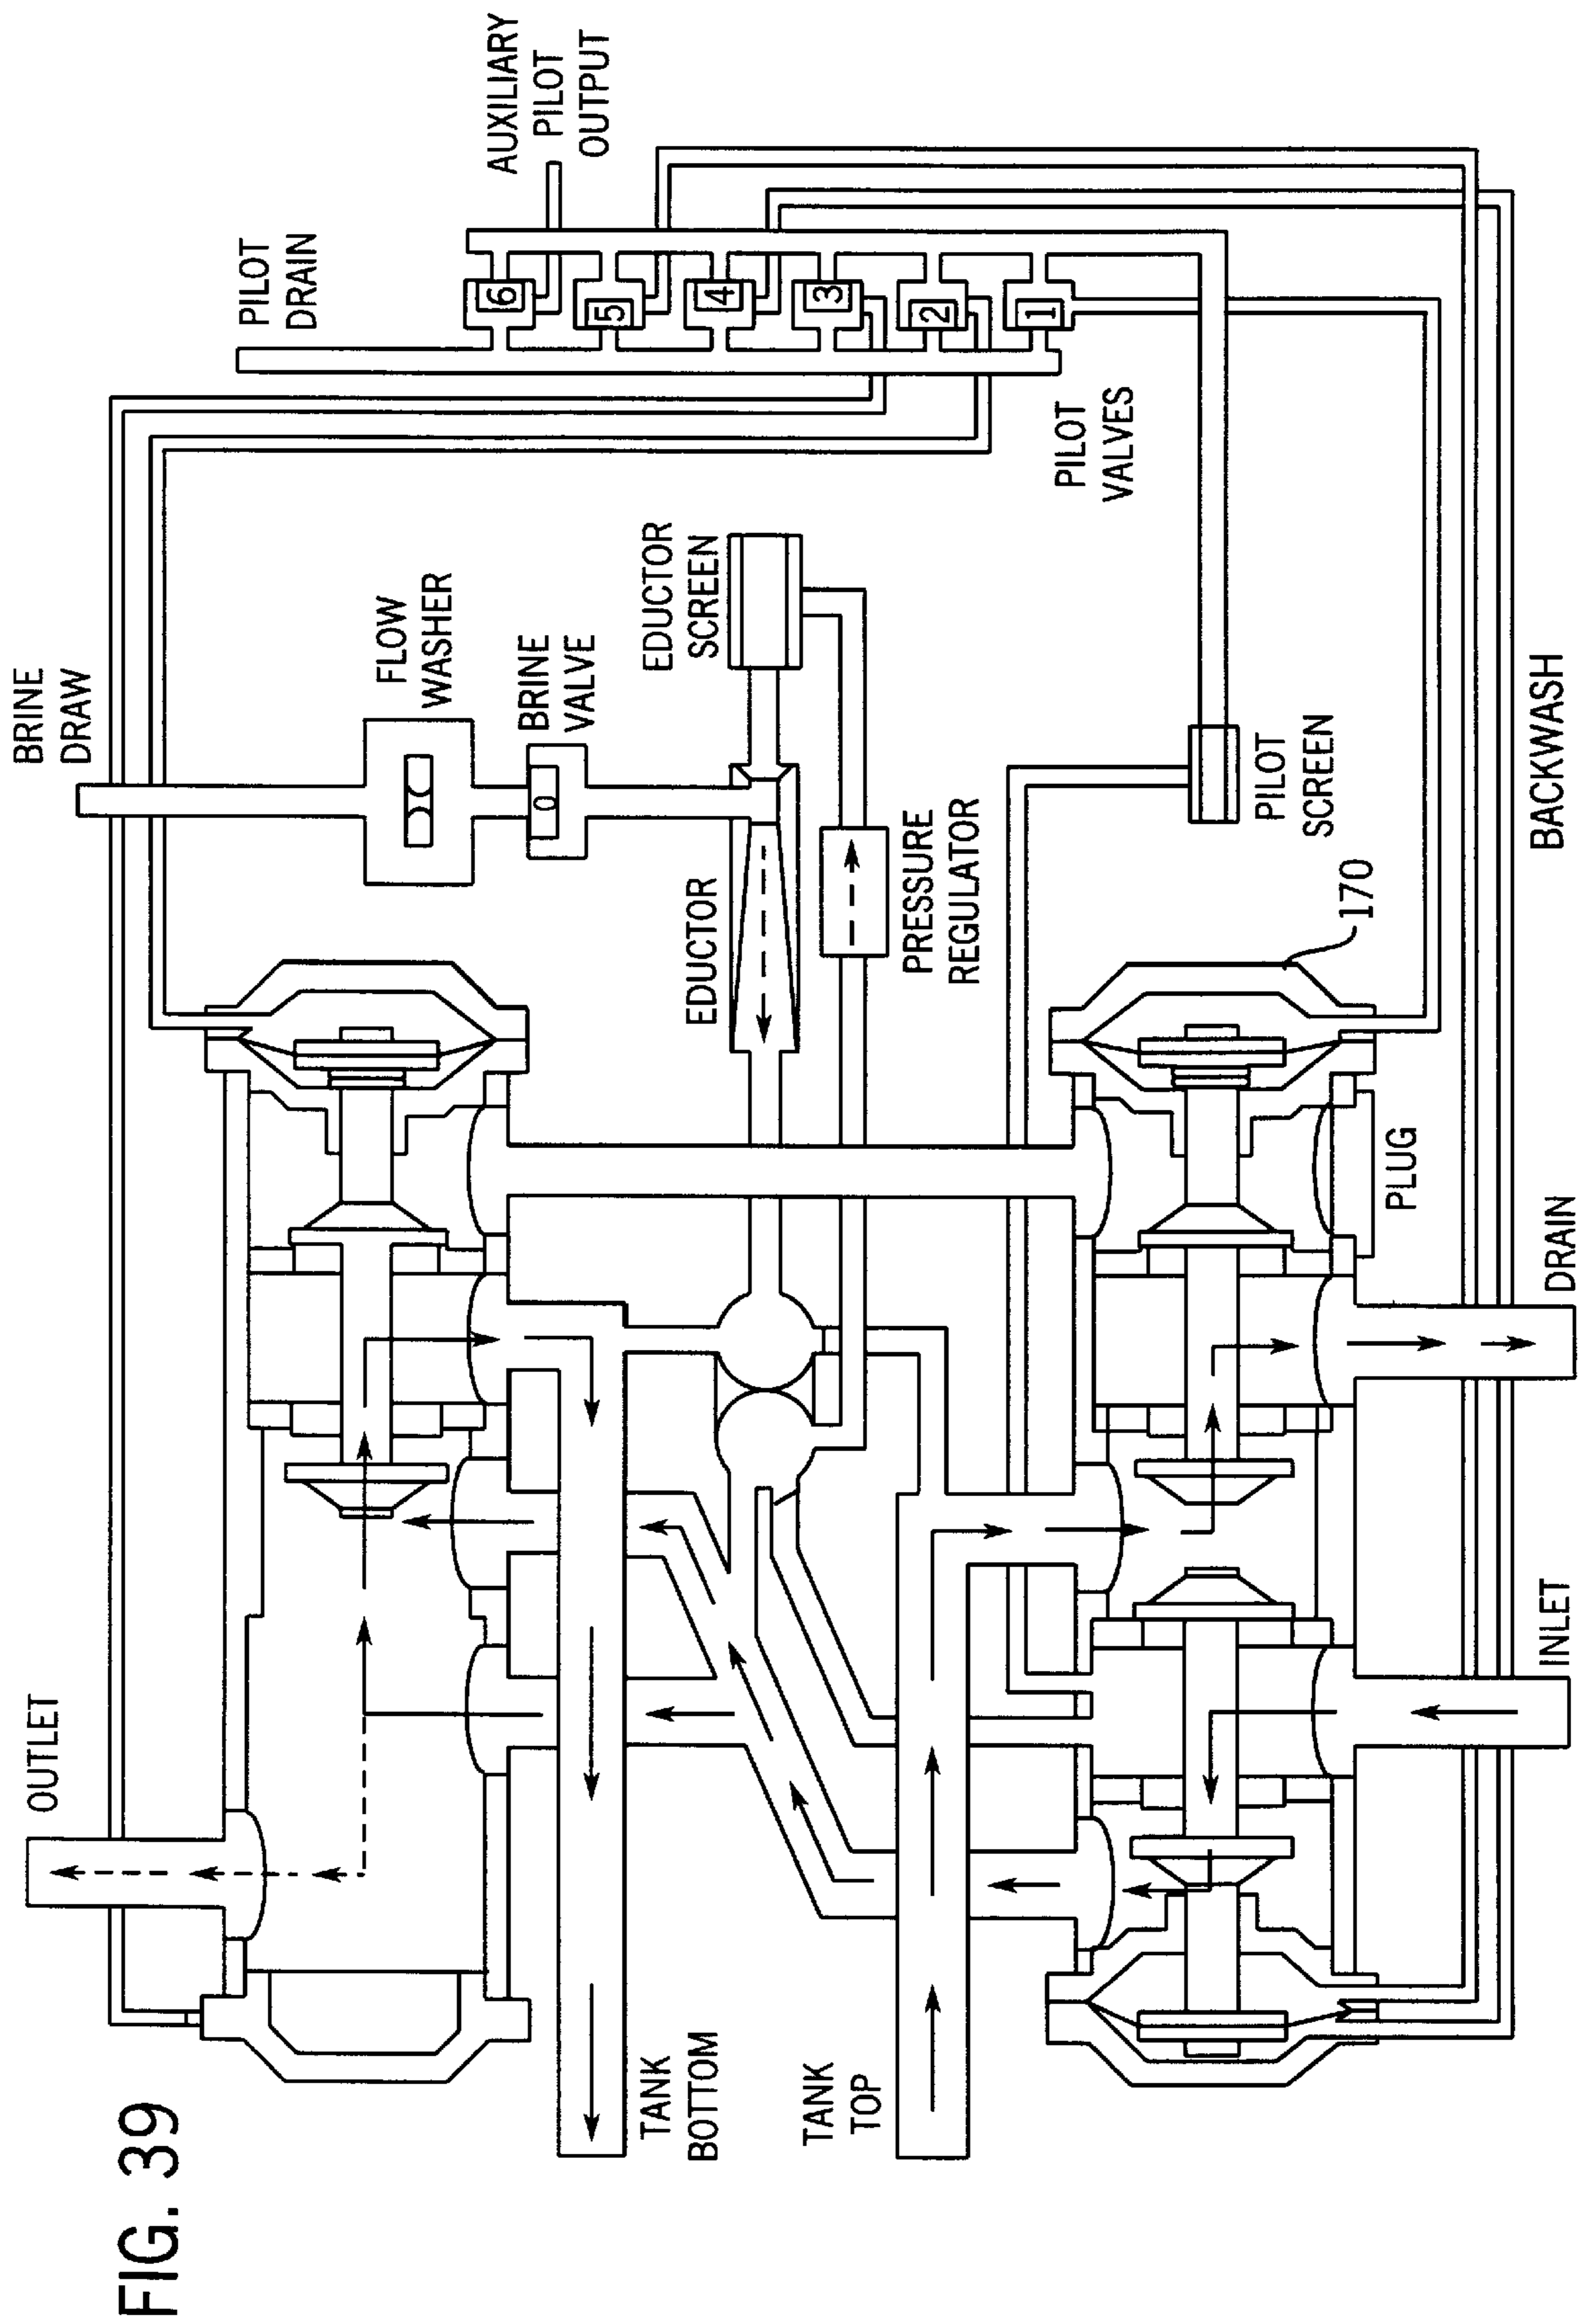 FIG. 39
OUTLET
BRINE
DRAW
PILOT
DRAIN
AUXILIARY
PILOT
OUTPUT
FLOW
WASHER
BRINE
VALVE
EDUCTOR
SCREEN
EDUCTOR
PRESSURE
REGULATOR
6
5
4
3
2
1
0
PILOT
VALVES
TANK
BOTTOM
TANK
TOP
PILOT
SCREEN
170
PLUG
INLET
DRAIN
BACKWASH